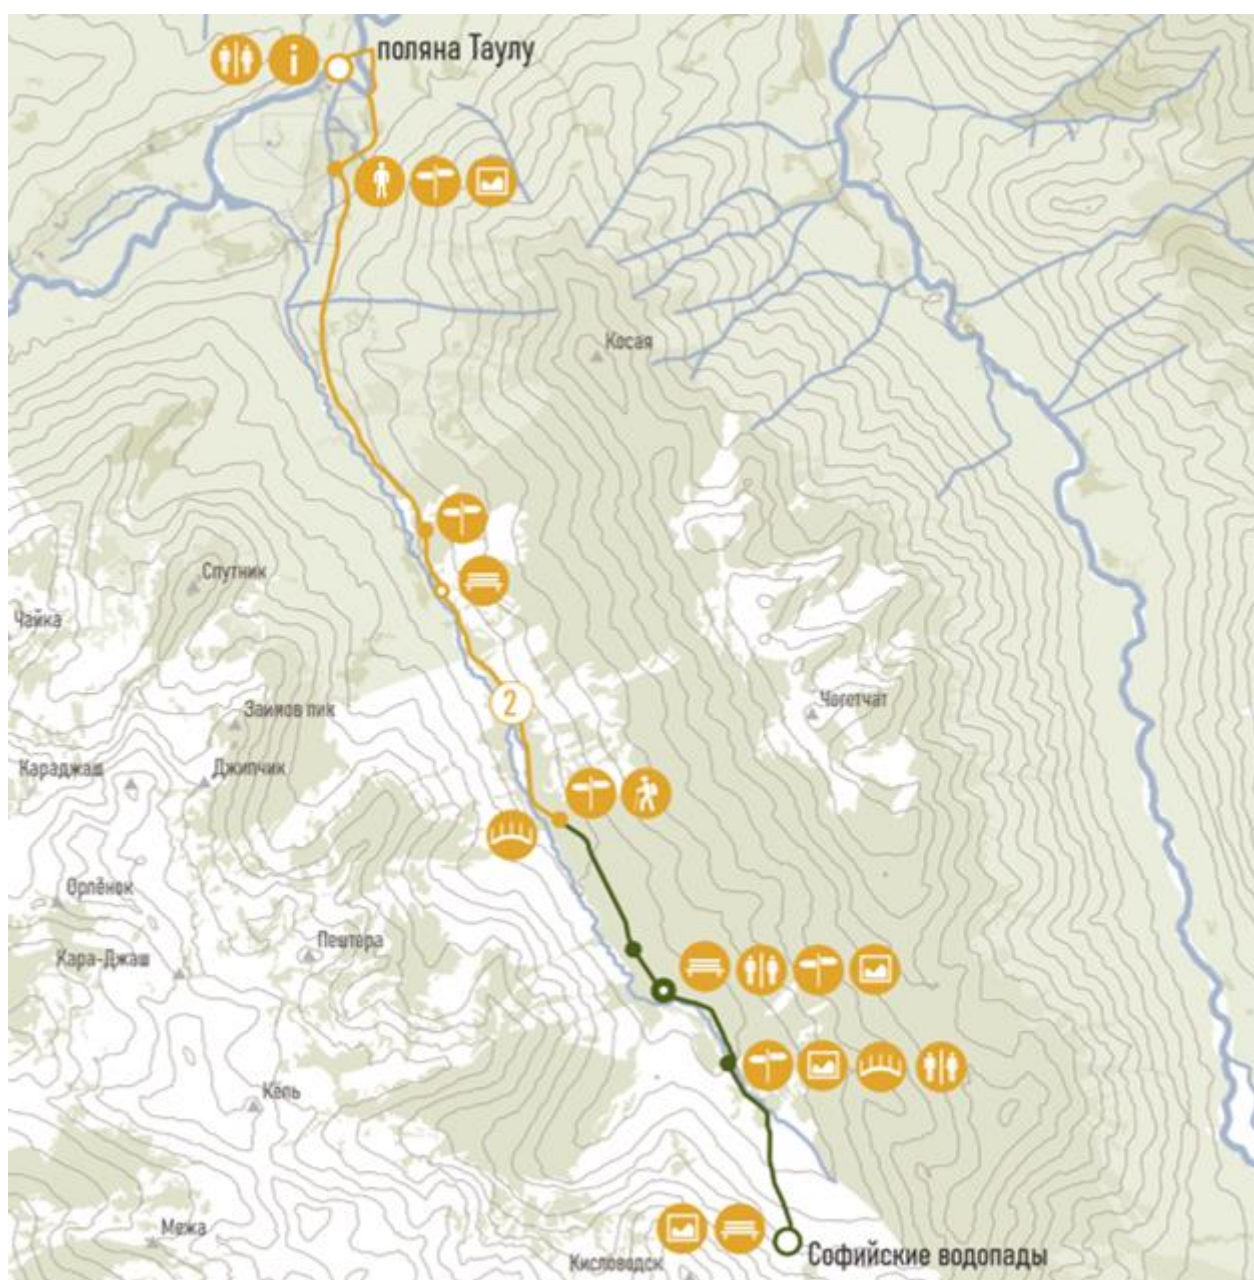 поляна Таулу
i
Косая
Спутник
Чайка
2
Заимов пик
Чегетчат
Караджаш
Джипчик
Орлёнок
Пештера
Кара-Джаш
Кёль
Межа
Софийские водопады
Кисловодск